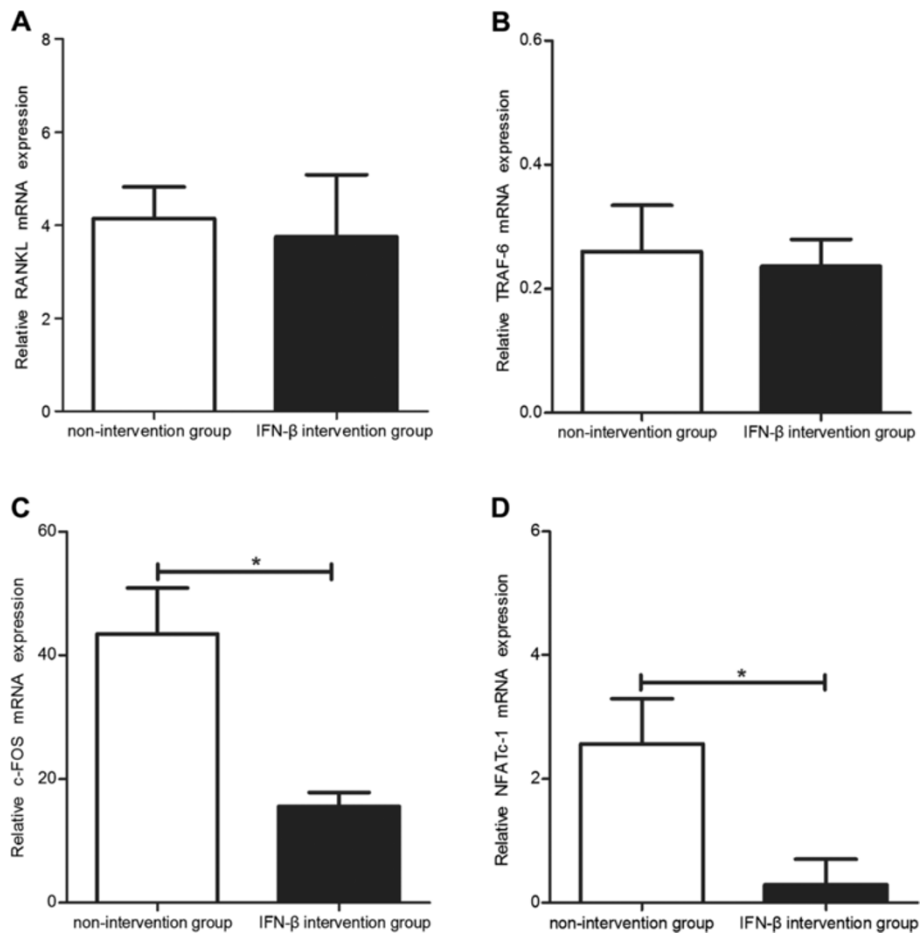 A
Relative RANKL mRNA expression
8
6
4
2
0
non-intervention group
IFN-β intervention group
B
Relative TRAF-6 mRNA expression
0.6
0.4
0.2
0.0
non-intervention group
IFN-β intervention group
C
Relative c-FOS mRNA expression
60
40
20
0
*
non-intervention group
IFN-β intervention group
D
Relative NFATc-1 mRNA expression
6
4
2
0
*
non-intervention group
IFN-β intervention group